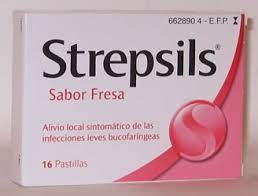 662890.4 - E.F.P.
Strepsils®
Sabor Fresa
Alivio local sintomático de las
infecciones leves bucofaríngeas
16 Pastillas